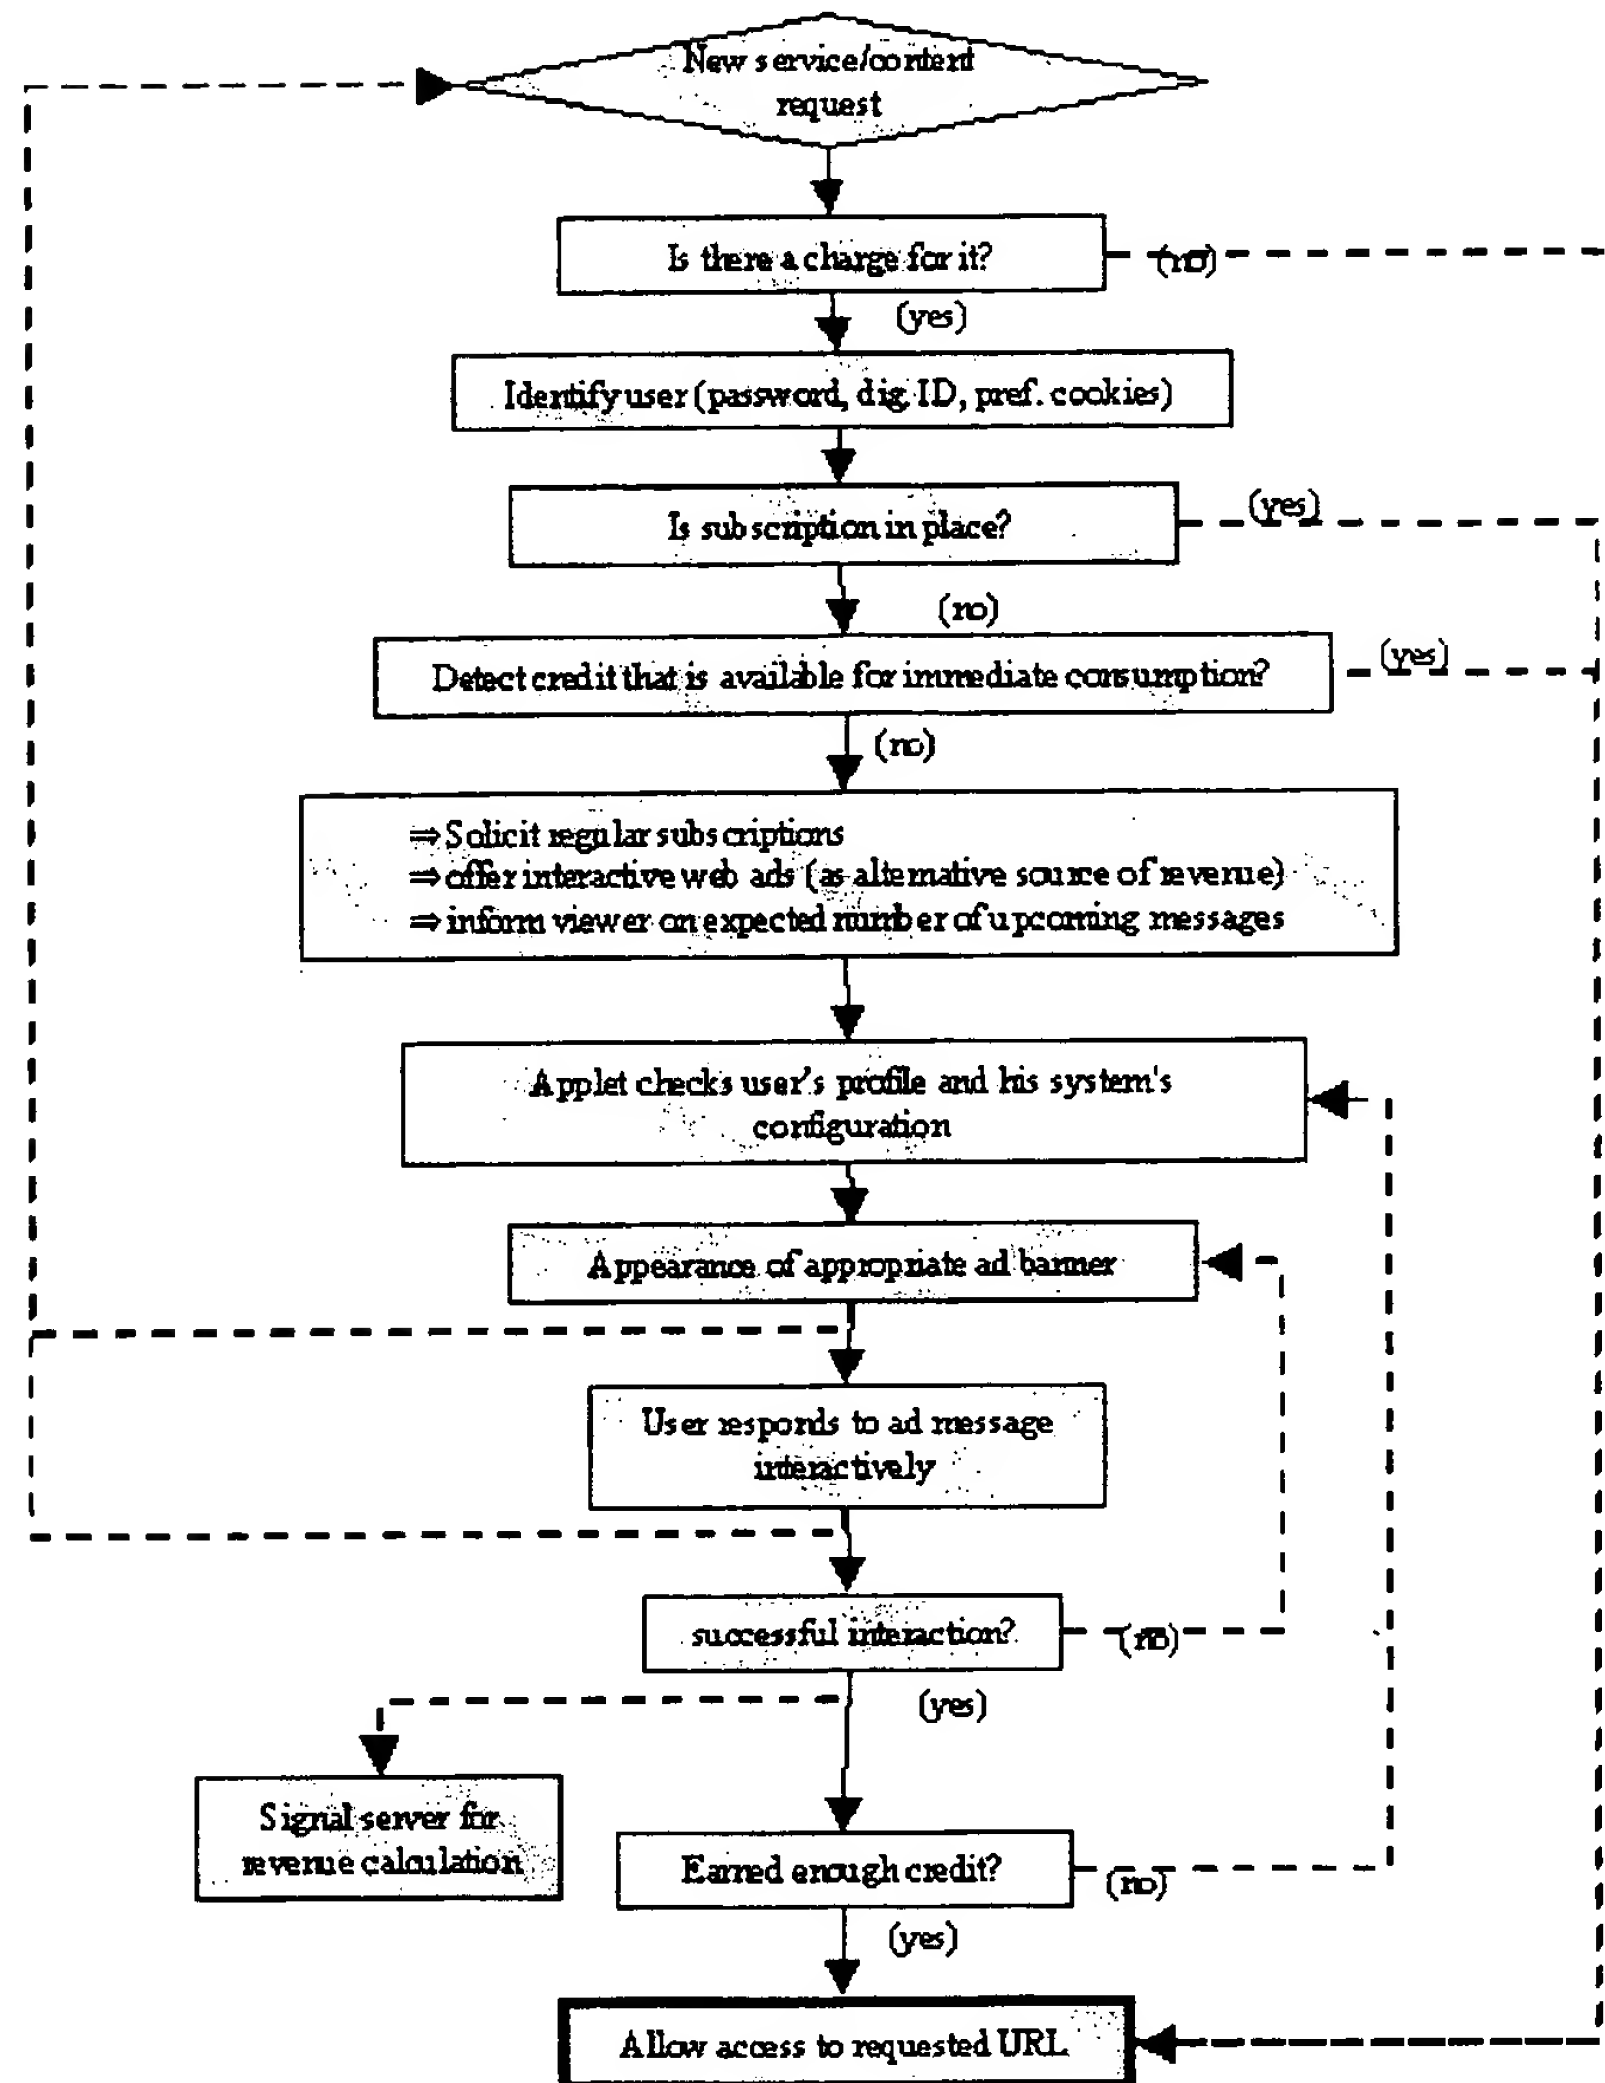 New service/content
request
Is there a charge for it?
(no)
(yes)
Identify user (password, dig. ID, pref. cookies)
Is subscription in place?
(yes)
(no)
Detect credit that is available for immediate consumption?
(yes)
(no)
⇒ Solicit regular subscriptions
⇒ offer interactive web ads (as alternative source of revenue)
⇒ inform viewer on expected number of upcoming messages
Applet checks user's profile and his system's
configuration
Appearance of appropriate ad banner
User responds to ad message
interactively
successful interaction?
(no)
(yes)
Signal server for
revenue calculation
Earned enough credit?
(no)
(yes)
Allow access to requested URL